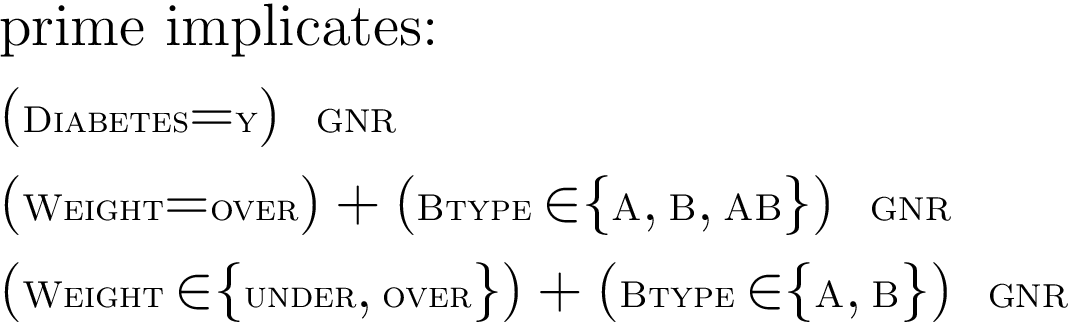 prime implicates:
(Diabetes=y) gnr
(Weight=over) + (Btype ∈{a, b, ab}) gnr
(Weight ∈{under, over}) + (Btype ∈{a, b}) gnr